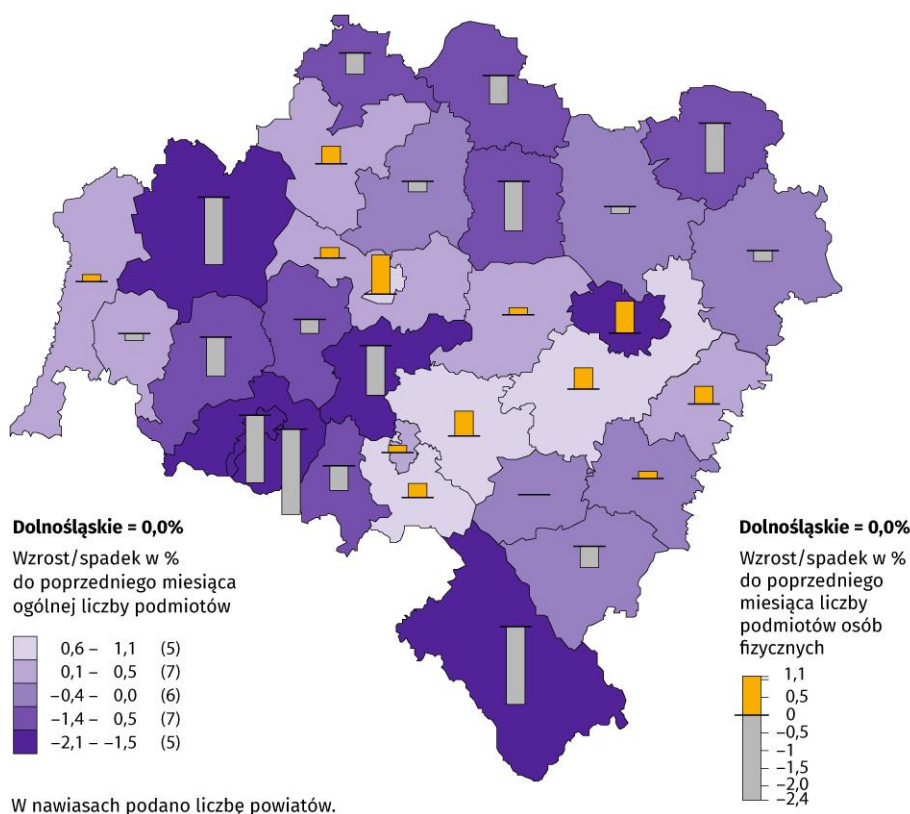 Dolnośląskie = 0,0%
Wzrost/spadek w %
do poprzedniego miesiąca
ogólnej liczby podmiotów
0,6 – 1,1 (5)
0,1 – 0,5 (7)
−0,4 – 0,0 (6)
−1,4 – 0,5 (7)
−2,1 – −1,5 (5)
W nawiasach podano liczbę powiatów.
Dolnośląskie = 0,0%
Wzrost/spadek w %
do poprzedniego
miesiąca liczby
podmiotów osób
fizycznych
1,1
0,5
0
−0,5
−1
−1,5
−2,0
−2,4